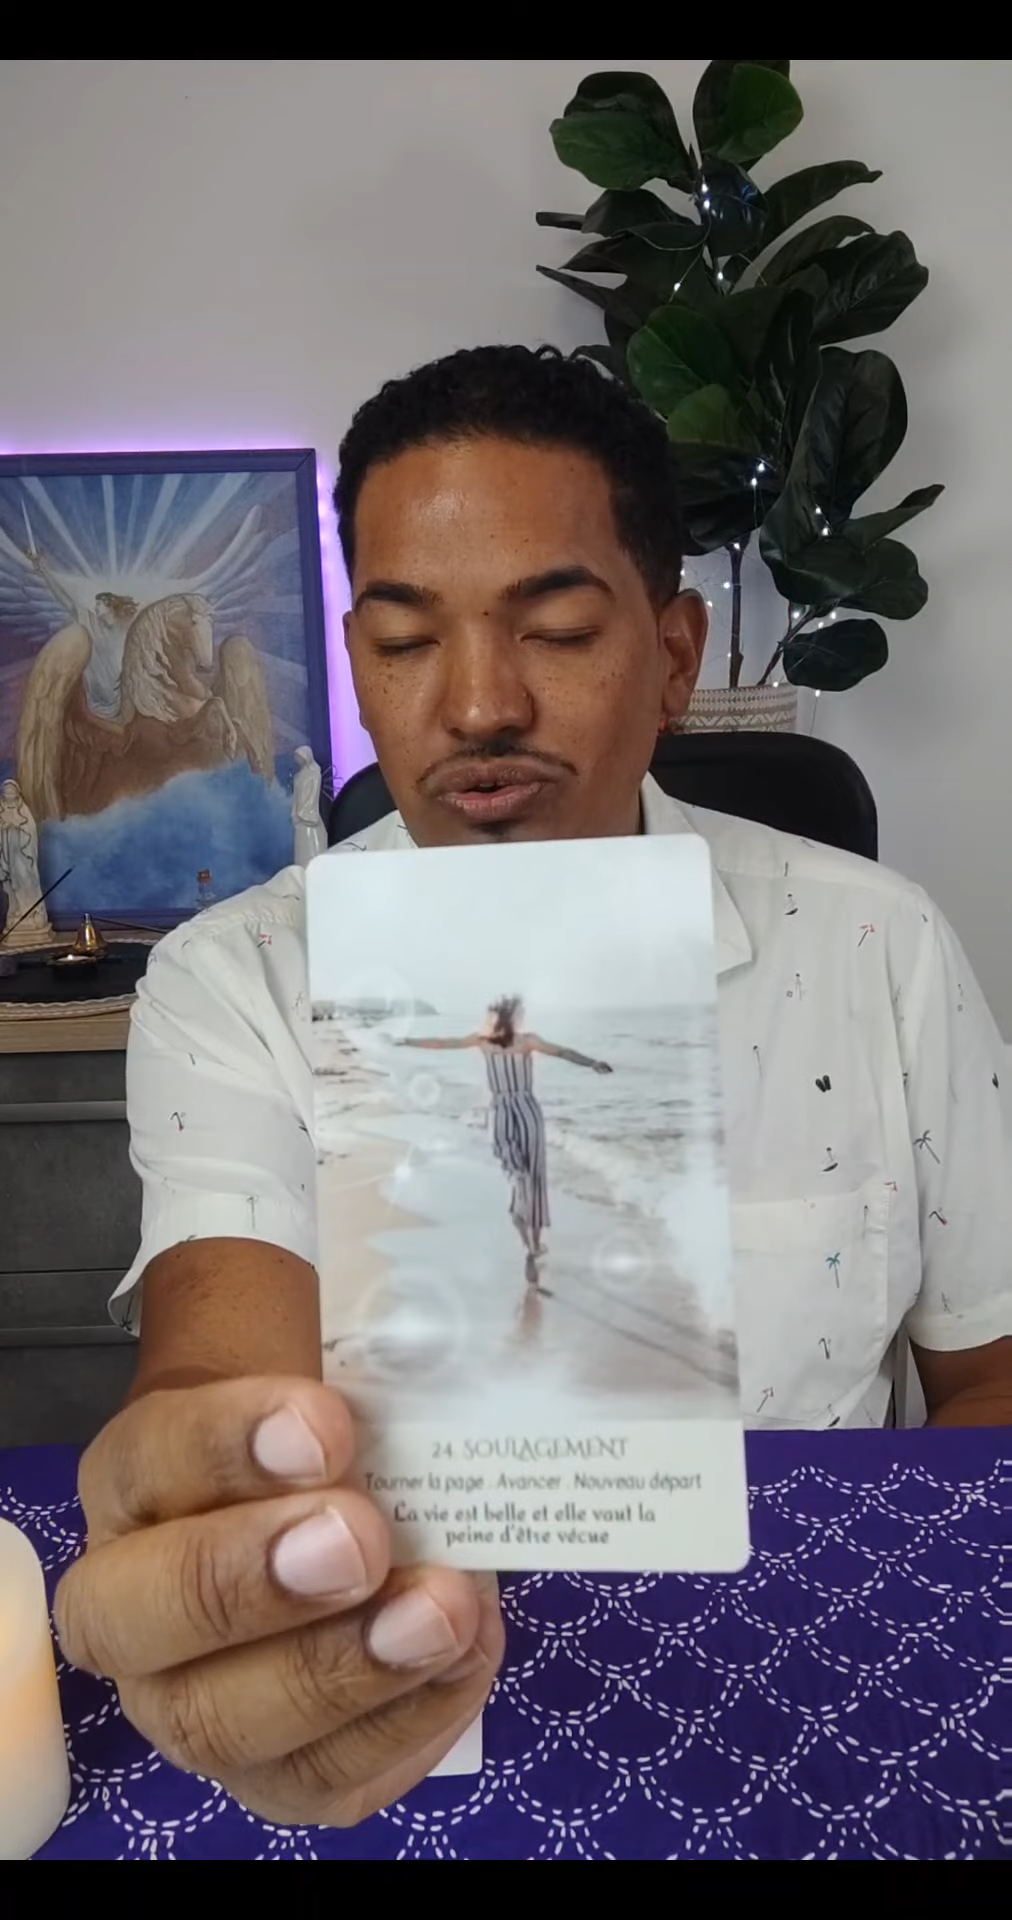 24. SOULAGEMENT
Tourner la page . Avancer . Nouveau départ
La vie est belle et elle vaut la
peine d'être vécue